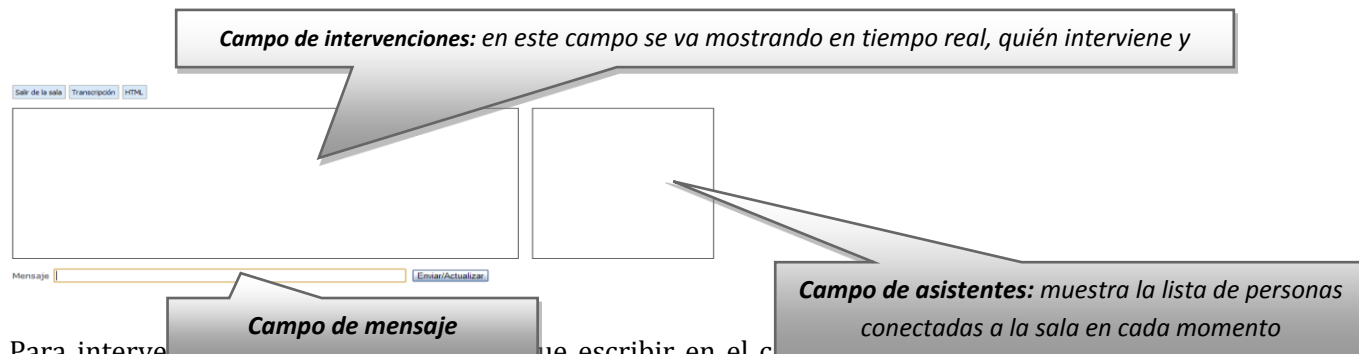 Campo de intervenciones: en este campo se va mostrando en tiempo real, quién interviene y
Salir de la sala Transcripción HTML
Mensaje Enviar/Actualizar
Campo de asistentes: muestra la lista de personas
conectadas a la sala en cada momento
Campo de mensaje
Para escribir en el